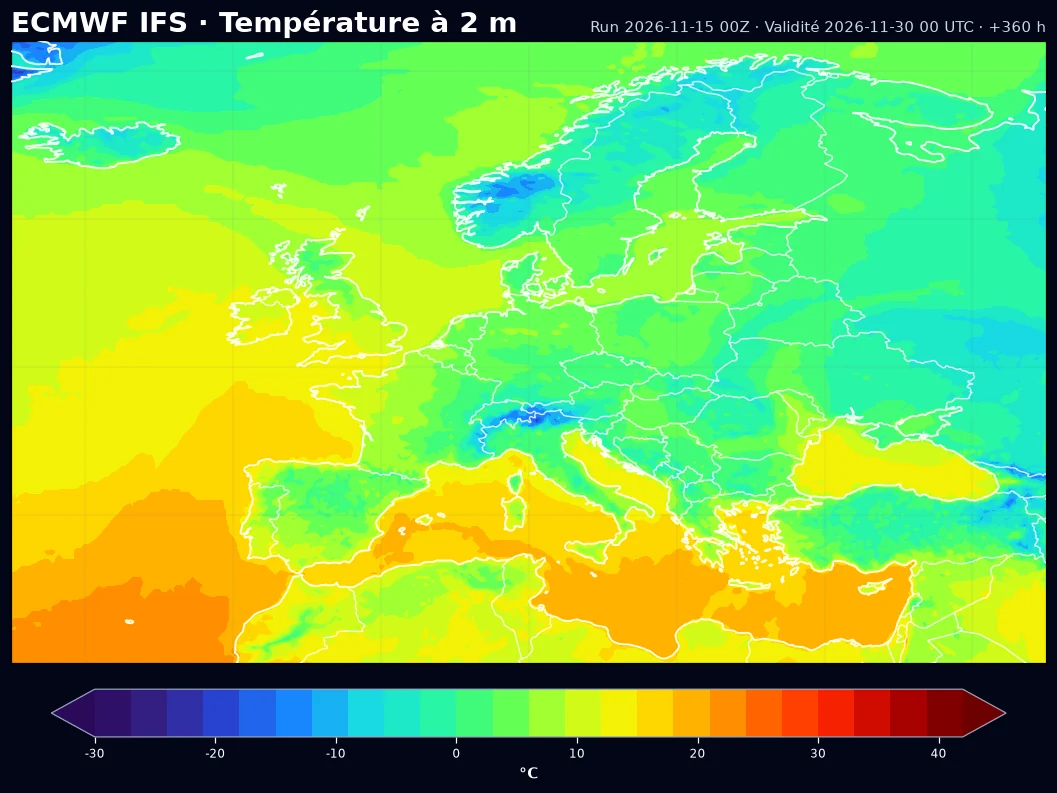 ECMWF IFS · Température à 2 m
Run 2026-11-15 00Z · Validité 2026-11-30 00 UTC · +360 h
-30 -20 -10 0 10 20 30 40
°C